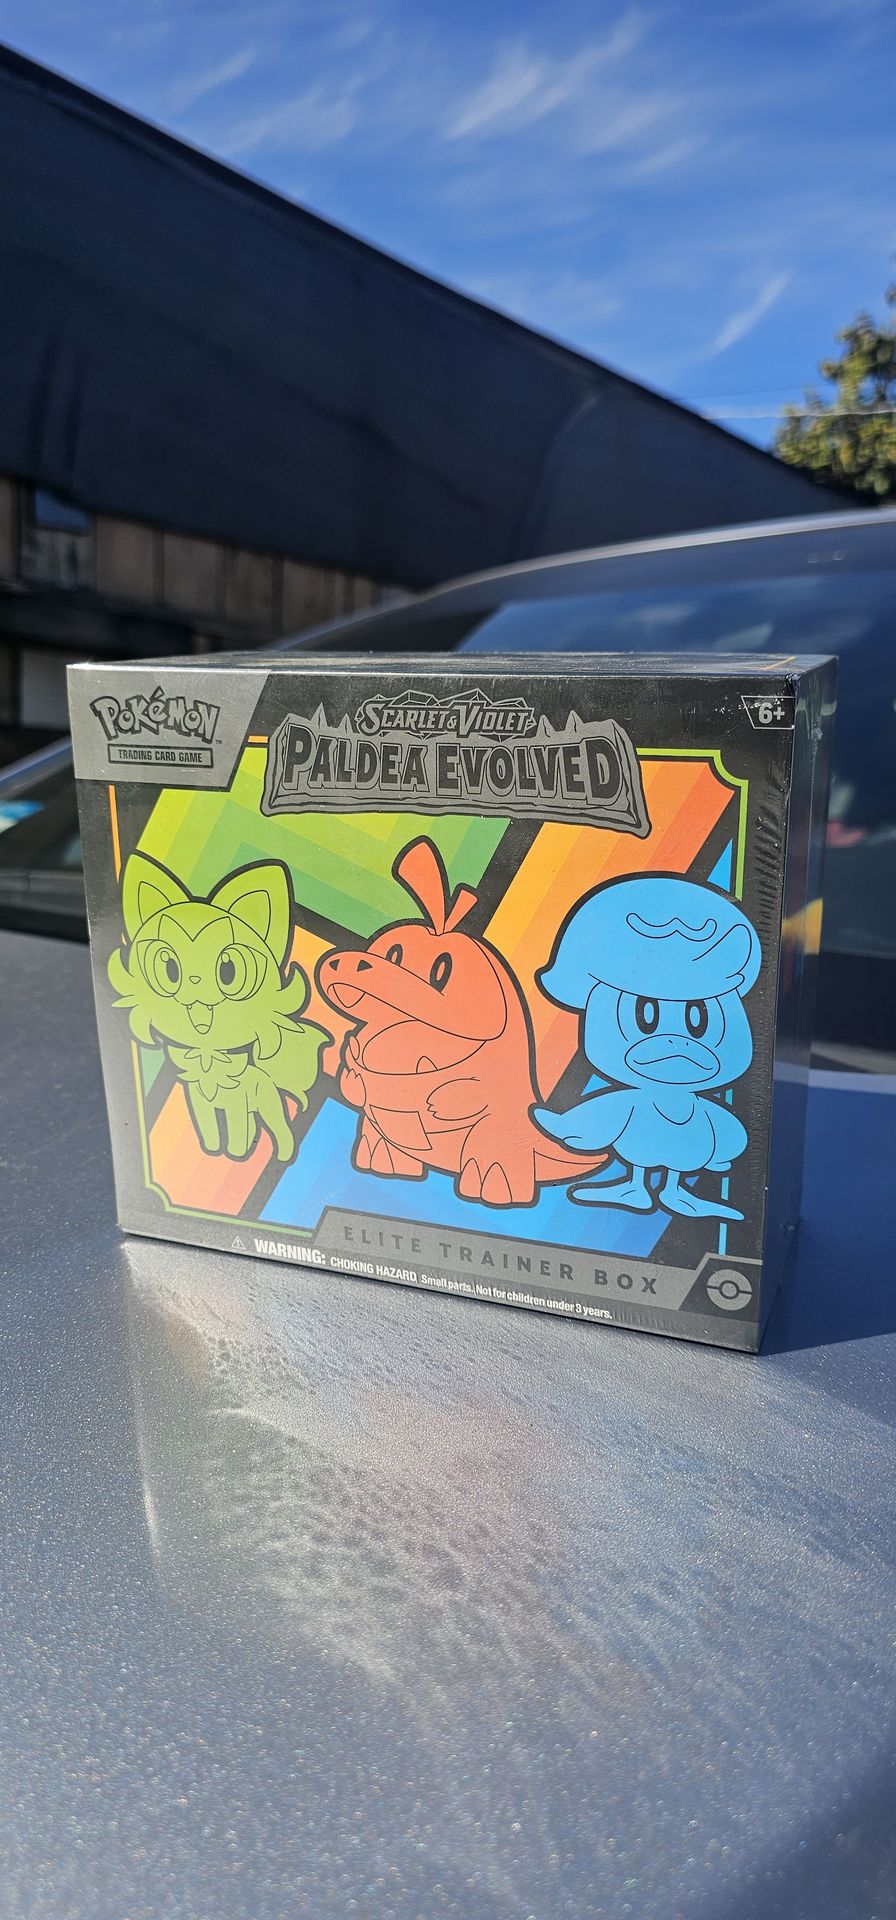 Pokémon
TRADING CARD GAME
SCARLET & VIOLET
PALDEA EVOLVED
6+
ELITE TRAINER BOX
WARNING: CHOKING HAZARD. Small parts. Not for children under 3 years.